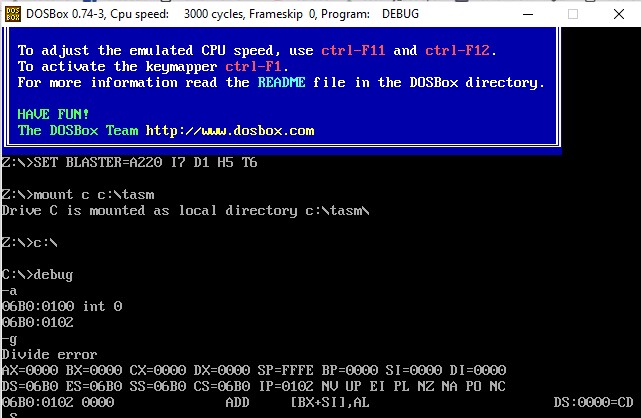 DOSBox 0.74-3, Cpu speed: 3000 cycles, Frameskip 0, Program: DEBUG
To adjust the emulated CPU speed, use ctrl-F11 and ctrl-F12.
To activate the keymapper ctrl-F1.
For more information read the README file in the DOSBox directory.
HAVE FUN!
The DOSBox Team http://www.dosbox.com
Z:\>SET BLASTER=A220 I7 D1 H5 T6
Z:\>mount c c:\tasm
Drive C is mounted as local directory c:\tasm\
Z:\>c:\
C:\>debug
-a
06B0:0100 int 0
06B0:0102
-g
Divide error
AX=0000 BX=0000 CX=0000 DX=0000 SP=FFFE BP=0000 SI=0000 DI=0000
DS=06B0 ES=06B0 SS=06B0 CS=06B0 IP=0102 NV UP EI PL NZ NA PO NC
06B0:0102 0000 ADD [BX+SI],AL DS:0000=CD